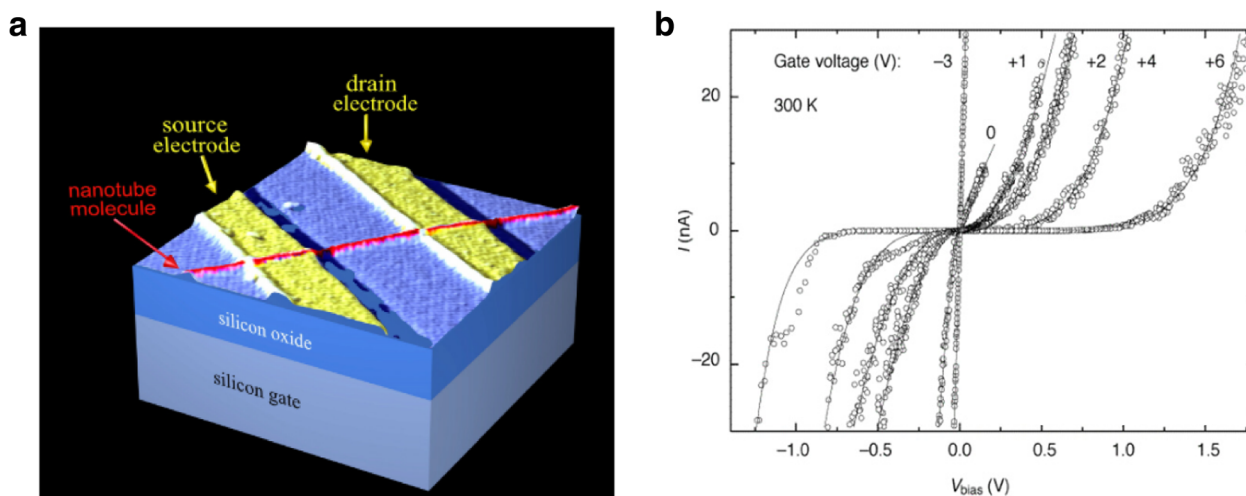 a
drain
electrode
source
electrode
nanotube
molecule
silicon oxide
silicon gate
b
Gate voltage (V): –3 +1 +2 +4 +6
300 K
0
20
0
–20
I (nA)
–1.0 –0.5 0.0 0.5 1.0 1.5
Vbias (V)